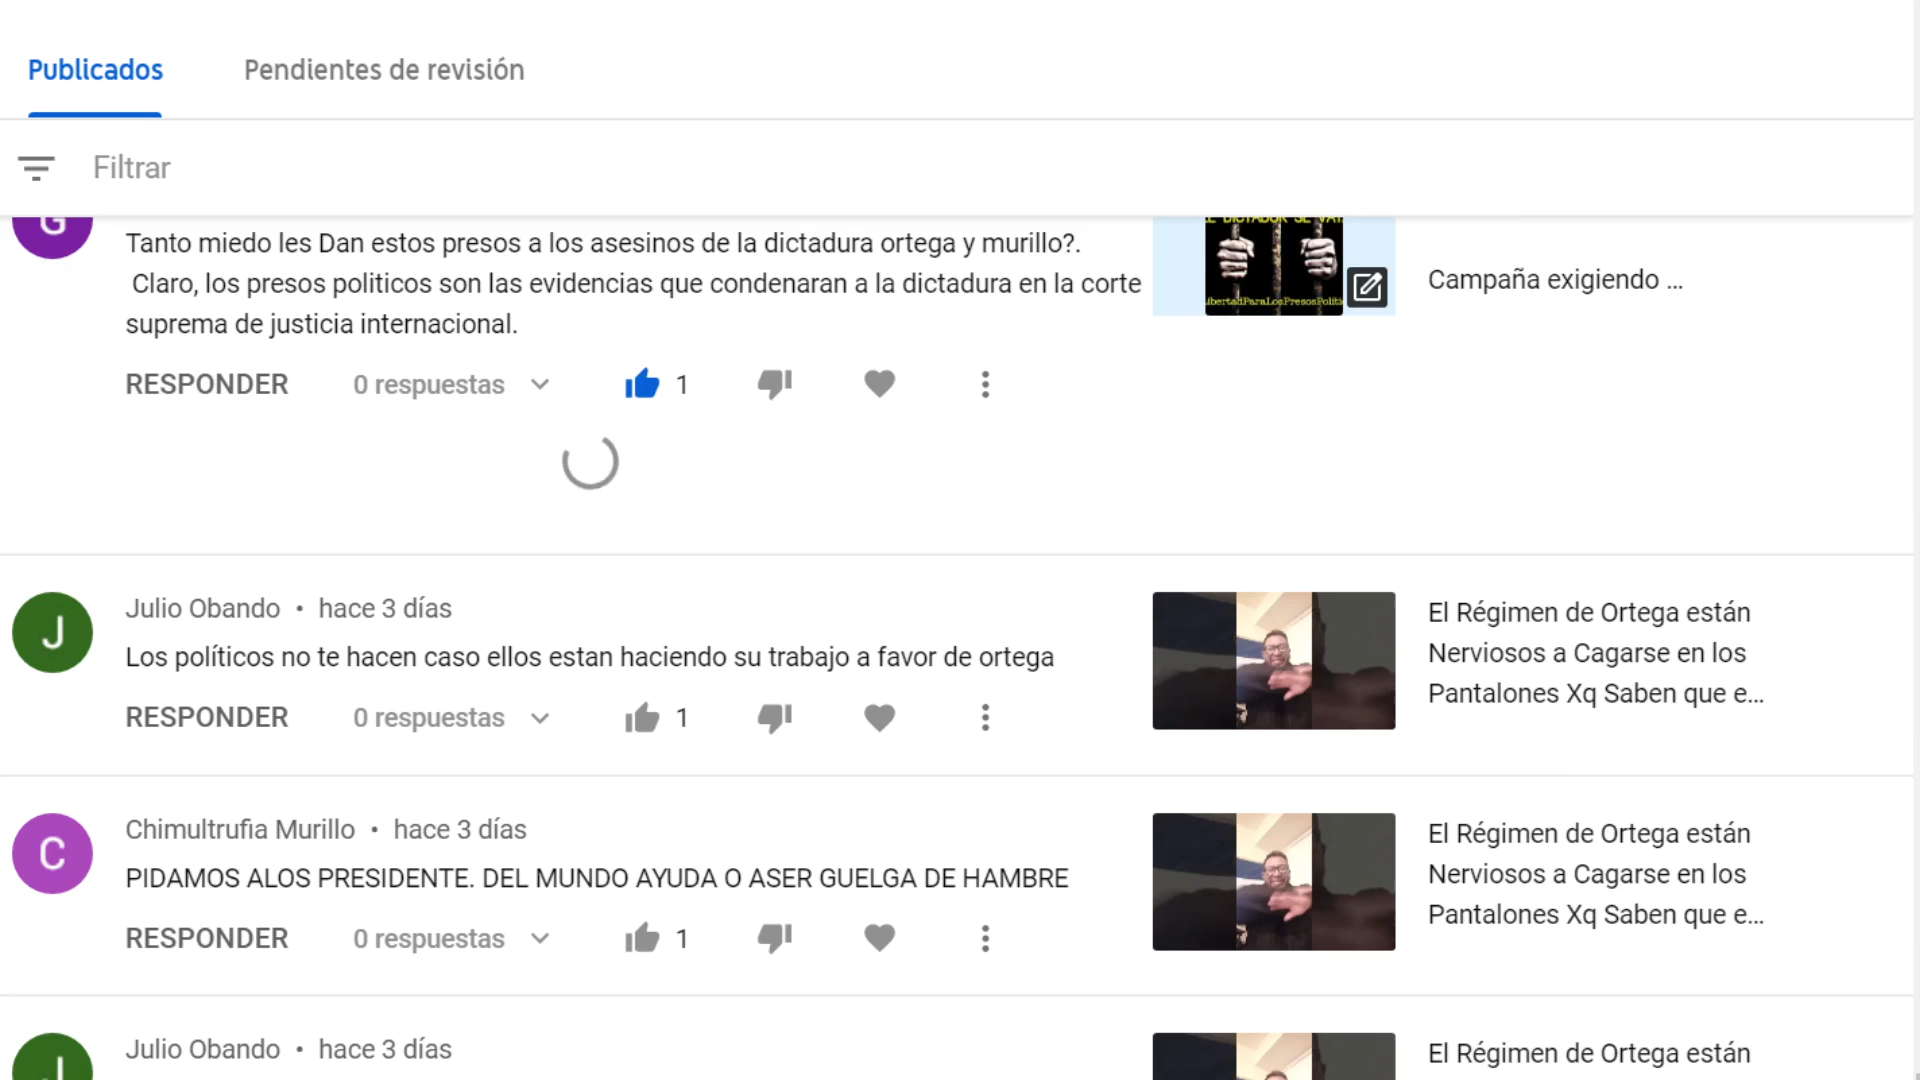 Publicados
Pendientes de revisión
Filtrar
G
Tanto miedo les Dan estos presos a los asesinos de la dictadura ortega y murillo?.
Claro, los presos politicos son las evidencias que condenaran a la dictadura en la corte
suprema de justicia internacional.
Campaña exigiendo ...
RESPONDER
0 respuestas
1
J
Julio Obando • hace 3 días
Los políticos no te hacen caso ellos estan haciendo su trabajo a favor de ortega
RESPONDER
0 respuestas
1
El Régimen de Ortega están
Nerviosos a Cagarse en los
Pantalones Xq Saben que e...
C
Chimultrufia Murillo • hace 3 días
PIDAMOS ALOS PRESIDENTE. DEL MUNDO AYUDA O ASER GUELGA DE HAMBRE
RESPONDER
0 respuestas
1
El Régimen de Ortega están
Nerviosos a Cagarse en los
Pantalones Xq Saben que e...
J
Julio Obando • hace 3 días
El Régimen de Ortega están